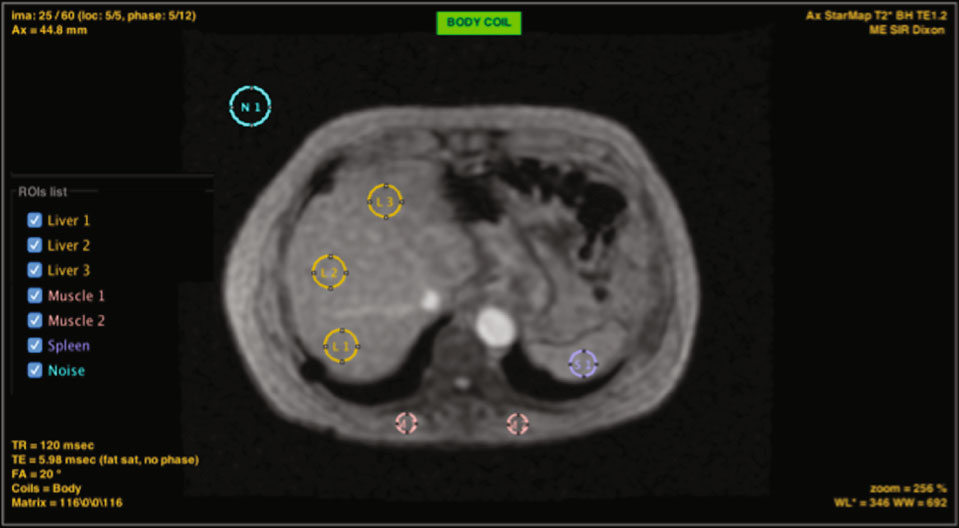 ima: 25 / 60 (loc: 5/5, phase: 5/12)
Ax = 44.8 mm
BODY COIL
Ax StarMap T2* BH TE1.2
ME SIR Dixon
N 1
ROIs list
Liver 1
Liver 2
Liver 3
Muscle 1
Muscle 2
Spleen
Noise
L 3
L 2
L 1
S 1
TR = 120 msec
TE = 5.98 msec (fat sat, no phase)
FA = 20 °
Coils = Body
Matrix = 116\0\0\116
zoom = 256 %
WL* = 346 WW = 692